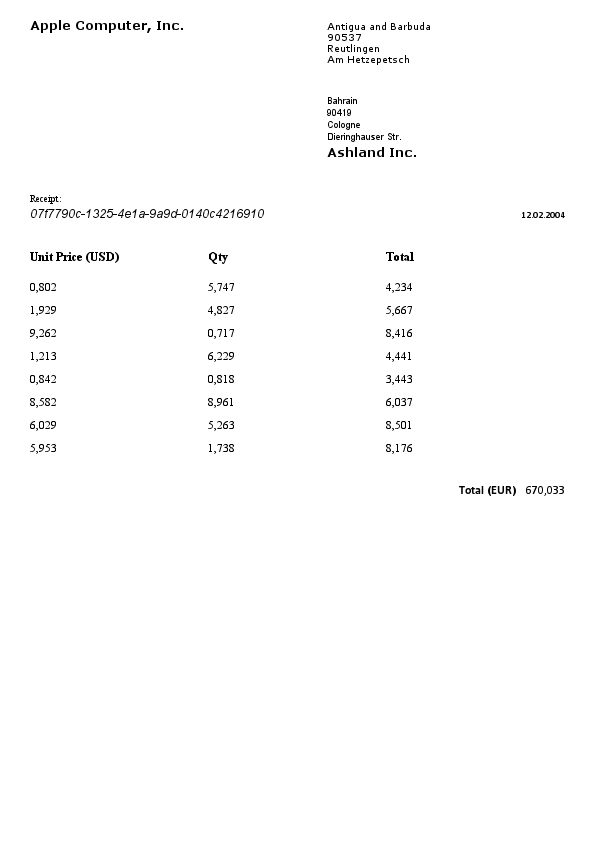 Apple Computer, Inc.
Antigua and Barbuda
90537
Reutlingen
Am Hetzepetsch
Bahrain
90419
Cologne
Dieringhauser Str.
Ashland Inc.
Receipt:
07f7790c-1325-4e1a-9a9d-0140c4216910
12.02.2004
Unit Price (USD) Qty Total
0,802 5,747 4,234
1,929 4,827 5,667
9,262 0,717 8,416
1,213 6,229 4,441
0,842 0,818 3,443
8,582 8,961 6,037
6,029 5,263 8,501
5,953 1,738 8,176
Total (EUR) 670,033